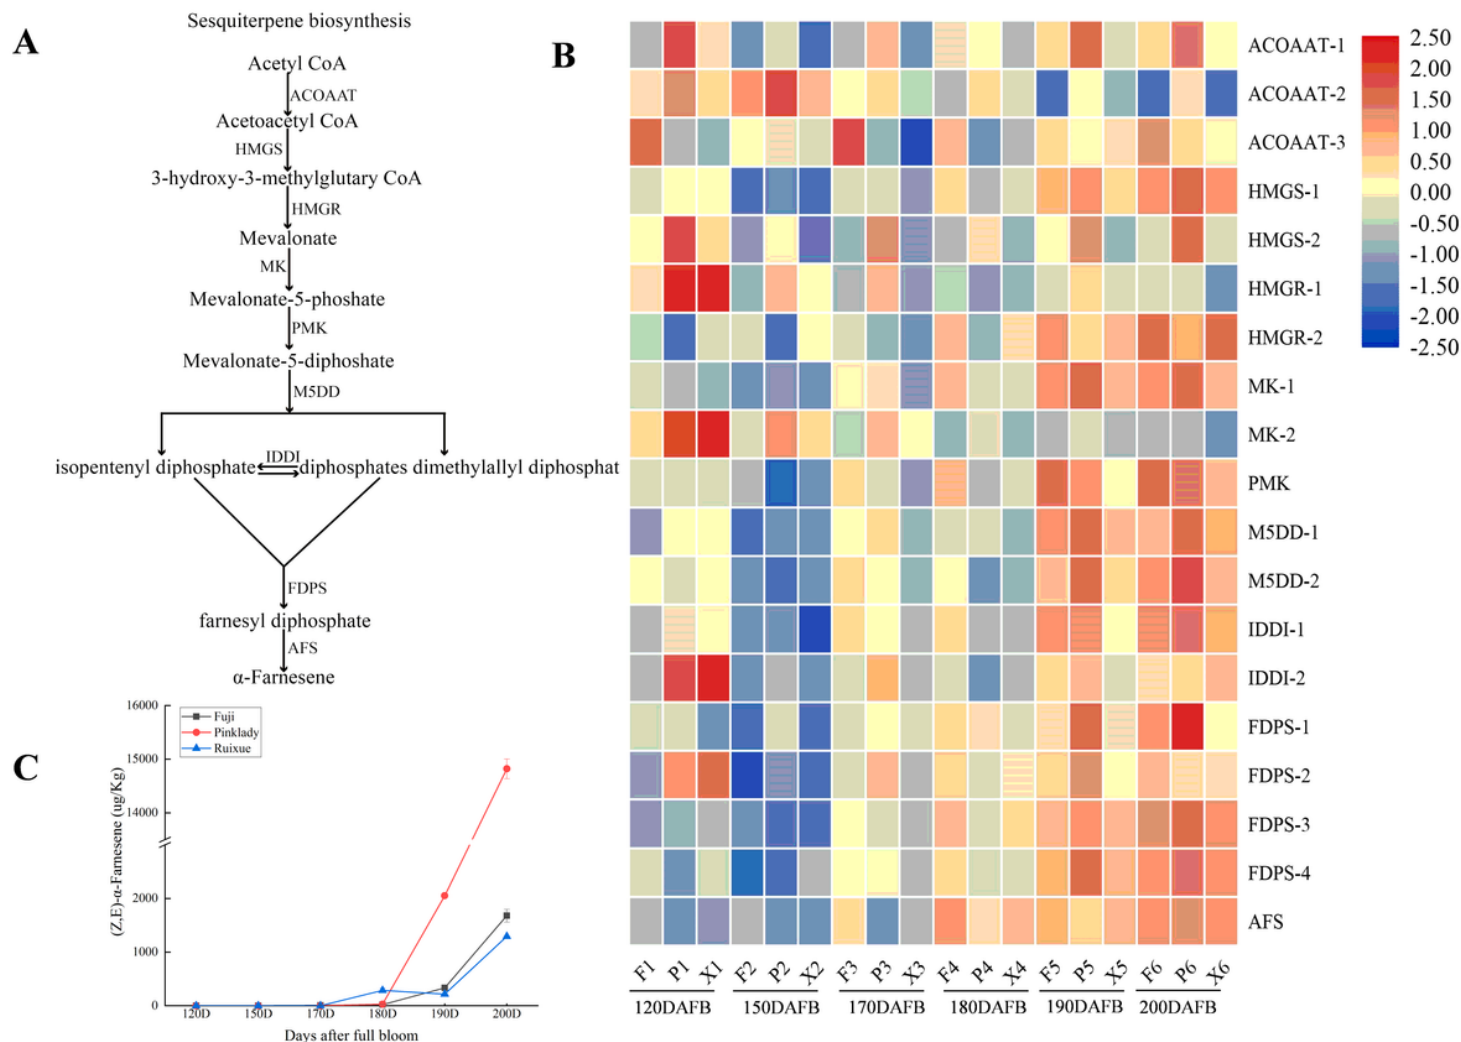 A
Sesquiterpene biosynthesis
Acetyl CoA
ACOAAT
Acetoacetyl CoA
HMGS
3-hydroxy-3-methylglutary CoA
HMGR
Mevalonate
MK
Mevalonate-5-phoshate
PMK
Mevalonate-5-diphoshate
M5DD
isopentenyl diphosphate IDDI diphosphates dimethylallyl diphosphat
FDPS
farnesyl diphosphate
AFS
α-Farnesene
B
ACOAAT-1
ACOAAT-2
ACOAAT-3
HMGS-1
HMGS-2
HMGR-1
HMGR-2
MK-1
MK-2
PMK
M5DD-1
M5DD-2
IDDI-1
IDDI-2
FDPS-1
FDPS-2
FDPS-3
FDPS-4
AFS
F1 P1 X1 F2 P2 X2 F3 P3 X3 F4 P4 X4 F5 P5 X5 F6 P6 X6
120DAFB 150DAFB 170DAFB 180DAFB 190DAFB 200DAFB
2.50
2.00
1.50
1.00
0.50
0.00
-0.50
-1.00
-1.50
-2.00
-2.50
C
Fuji
Pinklady
Ruixue
(Z,E)-α-Farnesene (ug/Kg)
16000
15000
14000
2000
1000
0
120D 150D 170D 180D 190D 200D
Days after full bloom